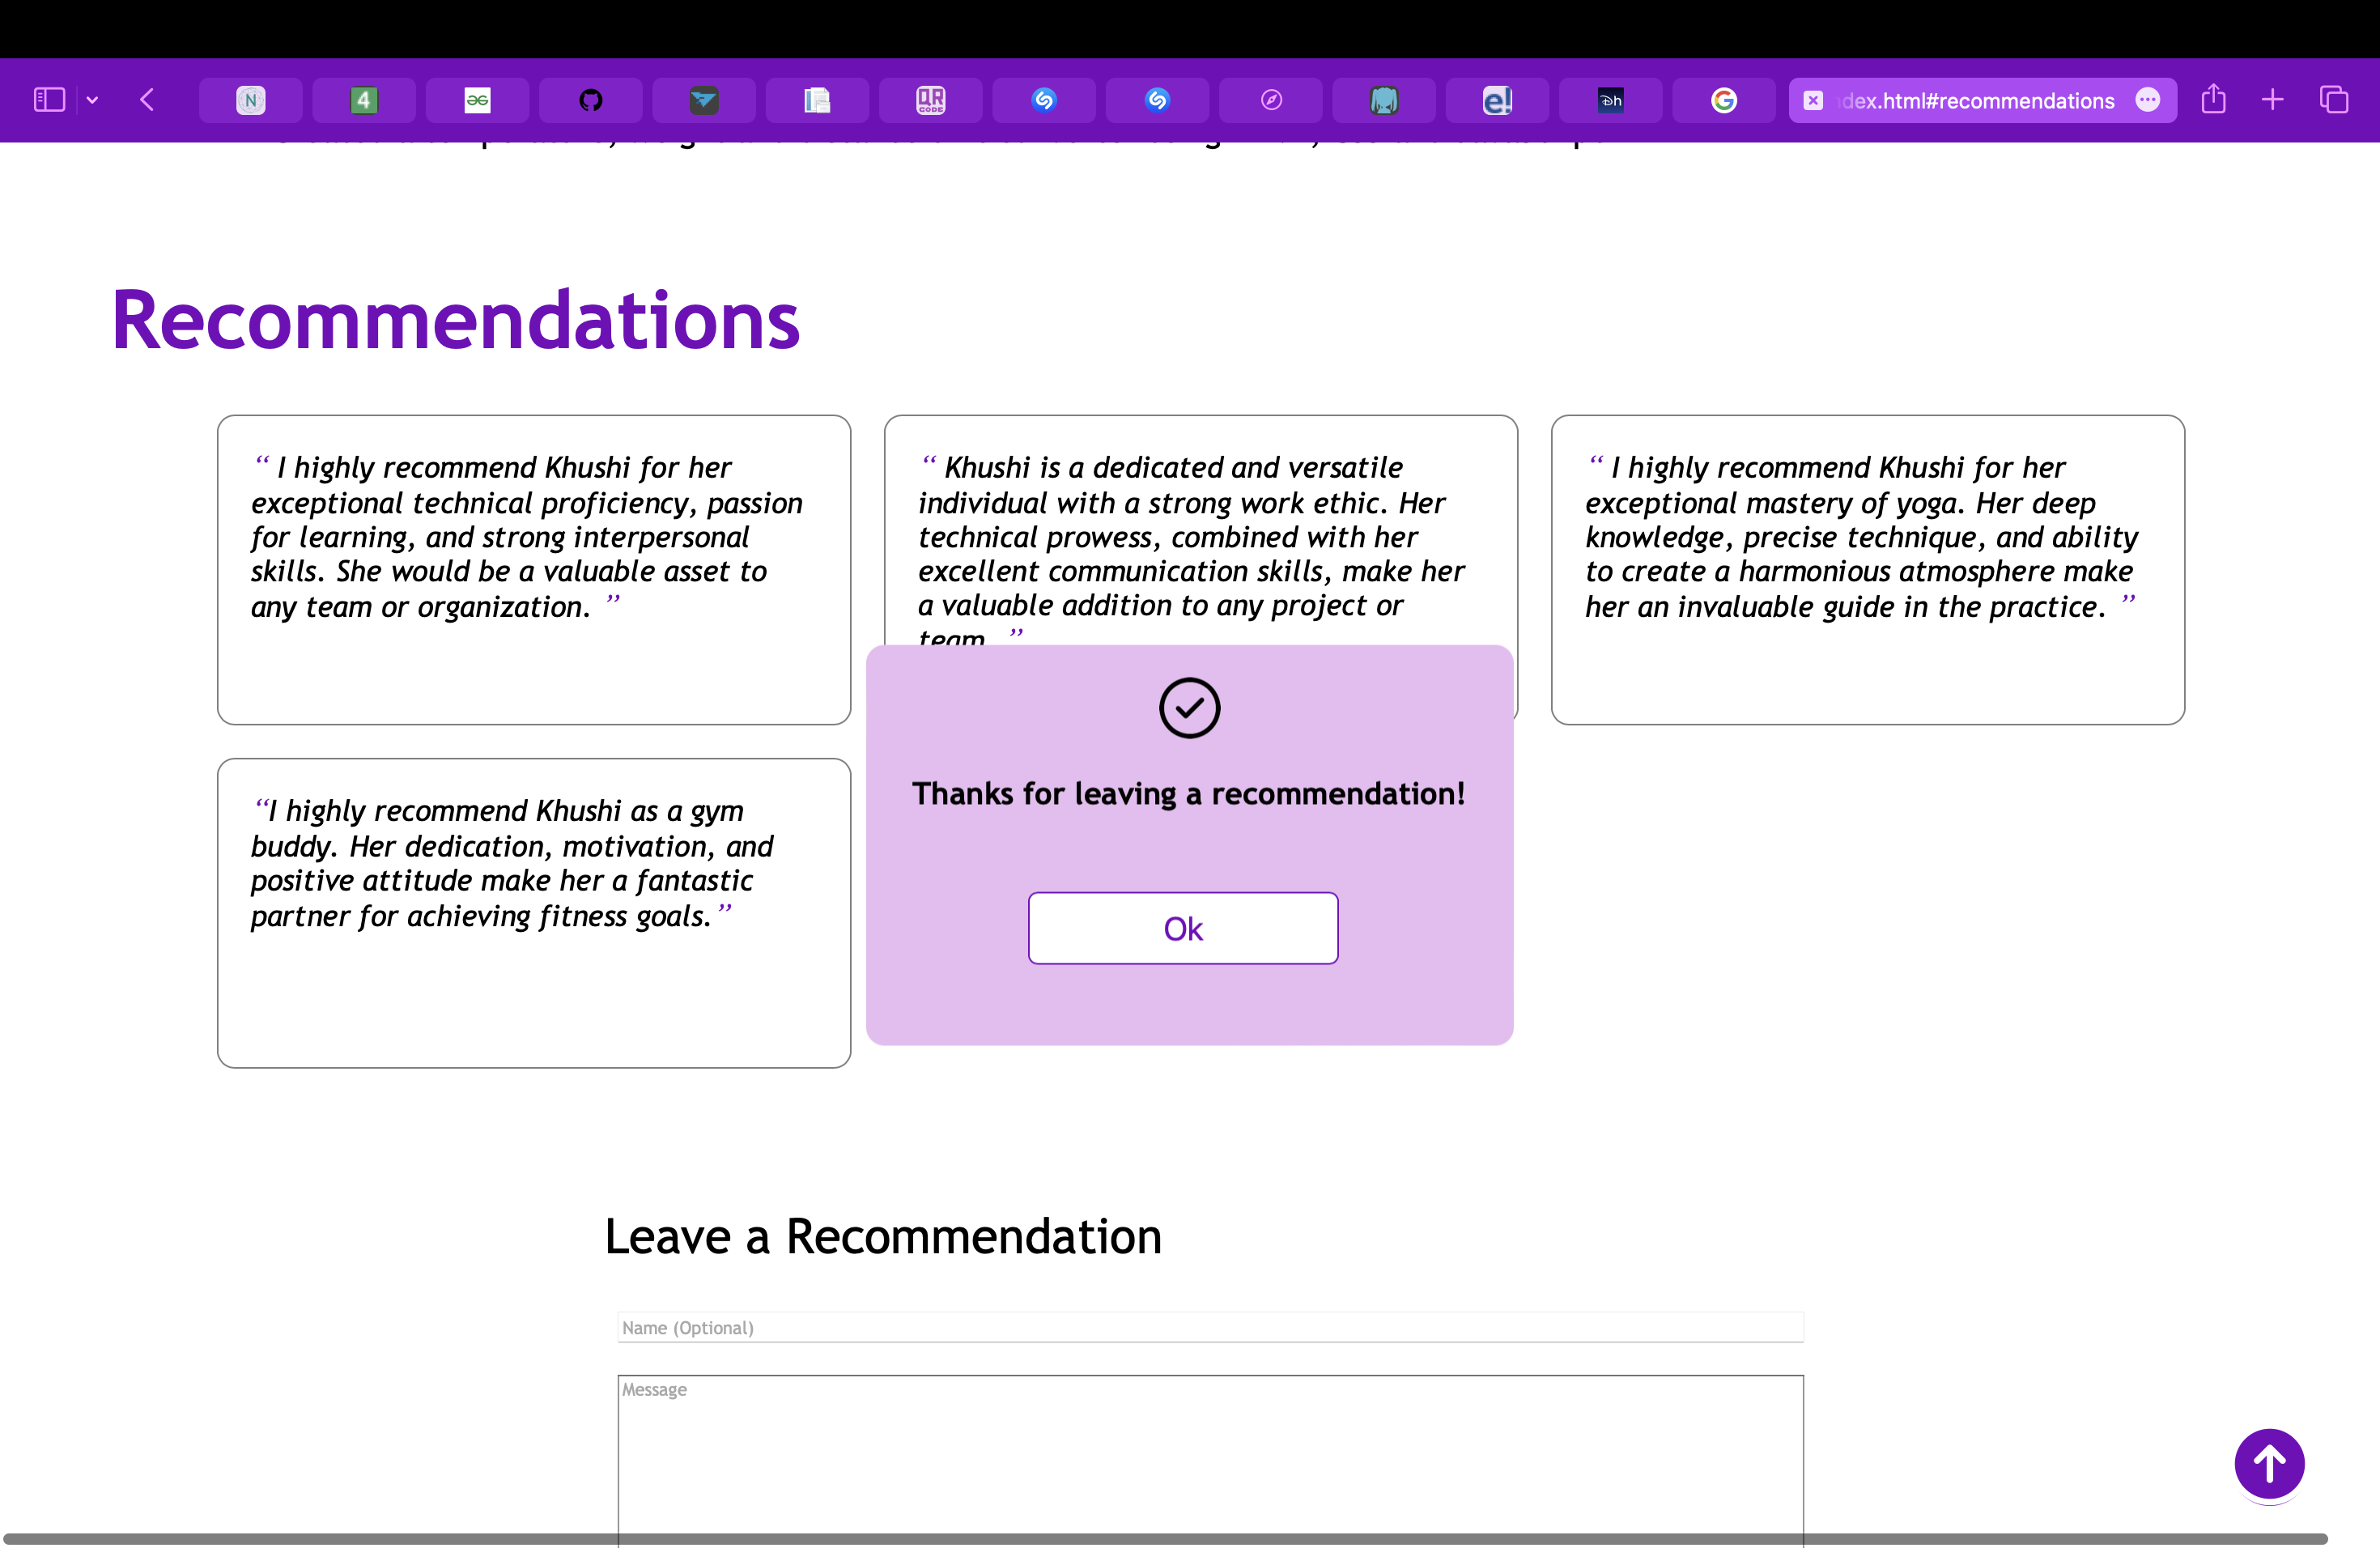 N
4
QR
CODE
e!
Dh
G
dex.html#recommendations
Recommendations
“ I highly recommend Khushi for her
exceptional technical proficiency, passion
for learning, and strong interpersonal
skills. She would be a valuable asset to
any team or organization. ”
“ Khushi is a dedicated and versatile
individual with a strong work ethic. Her
technical prowess, combined with her
excellent communication skills, make her
a valuable addition to any project or
team. ”
“ I highly recommend Khushi for her
exceptional mastery of yoga. Her deep
knowledge, precise technique, and ability
to create a harmonious atmosphere make
her an invaluable guide in the practice. ”
“I highly recommend Khushi as a gym
buddy. Her dedication, motivation, and
positive attitude make her a fantastic
partner for achieving fitness goals.”
Thanks for leaving a recommendation!
Ok
Leave a Recommendation
Name (Optional)
Message